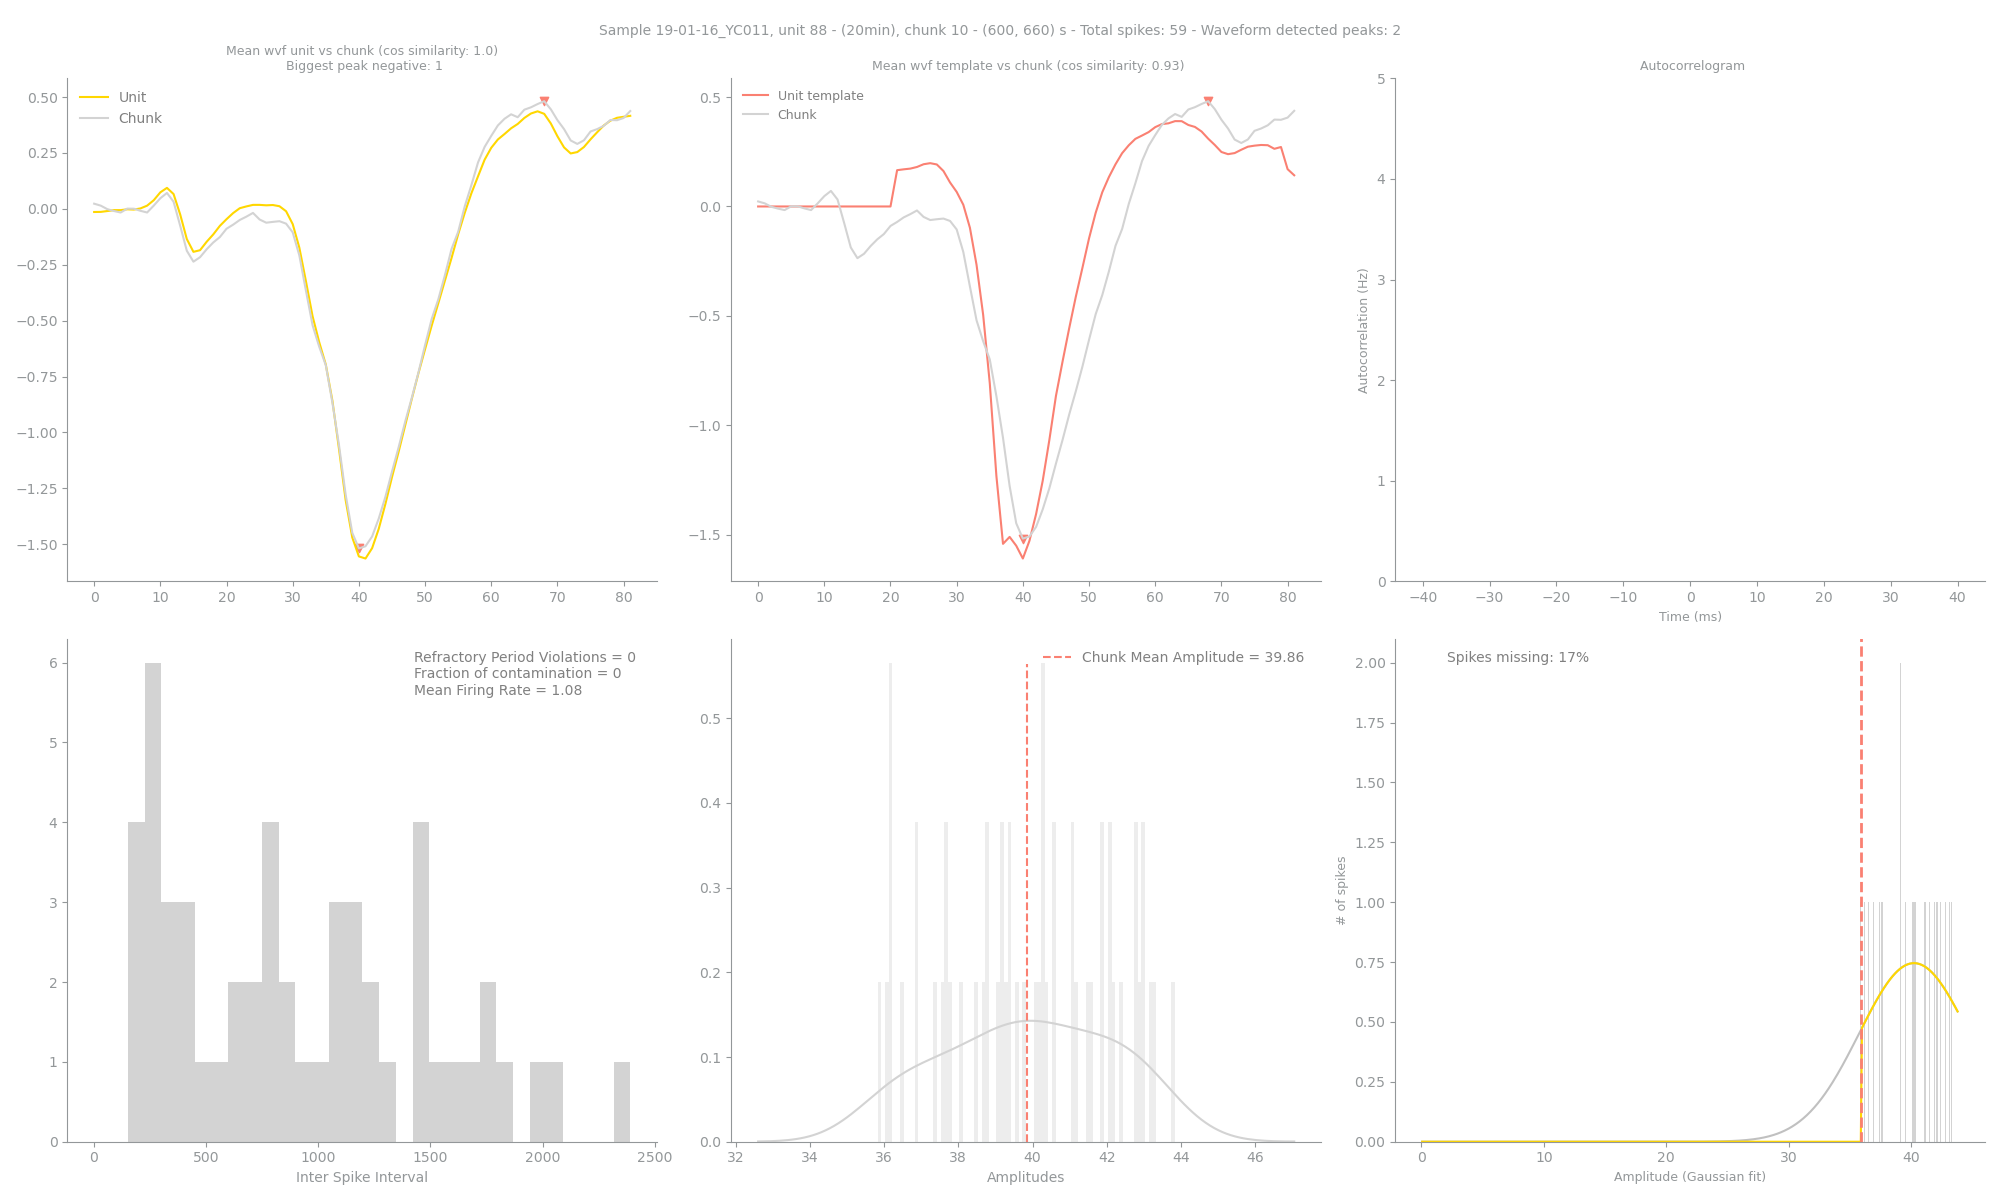 Sample 19-01-16_YC011, unit 88 - (20min), chunk 10 - (600, 660) s - Total spikes: 59 - Waveform detected peaks: 2
Mean wvf unit vs chunk (cos similarity: 1.0)
Biggest peak negative: 1
Unit
Chunk
0.50
0.25
0.00
−0.25
−0.50
−0.75
−1.00
−1.25
−1.50
0 10 20 30 40 50 60 70 80
Mean wvf template vs chunk (cos similarity: 0.93)
Unit template
Chunk
0.5
0.0
−0.5
−1.0
−1.5
0 10 20 30 40 50 60 70 80
Autocorrelogram
Autocorrelation (Hz)
5
4
3
2
1
0
−40 −30 −20 −10 0 10 20 30 40
Time (ms)
Refractory Period Violations = 0
Fraction of contamination = 0
Mean Firing Rate = 1.08
6
5
4
3
2
1
0
0 500 1000 1500 2000 2500
Inter Spike Interval
Chunk Mean Amplitude = 39.86
0.5
0.4
0.3
0.2
0.1
0.0
32 34 36 38 40 42 44 46
Amplitudes
Spikes missing: 17%
# of spikes
2.00
1.75
1.50
1.25
1.00
0.75
0.50
0.25
0.00
0 10 20 30 40
Amplitude (Gaussian fit)